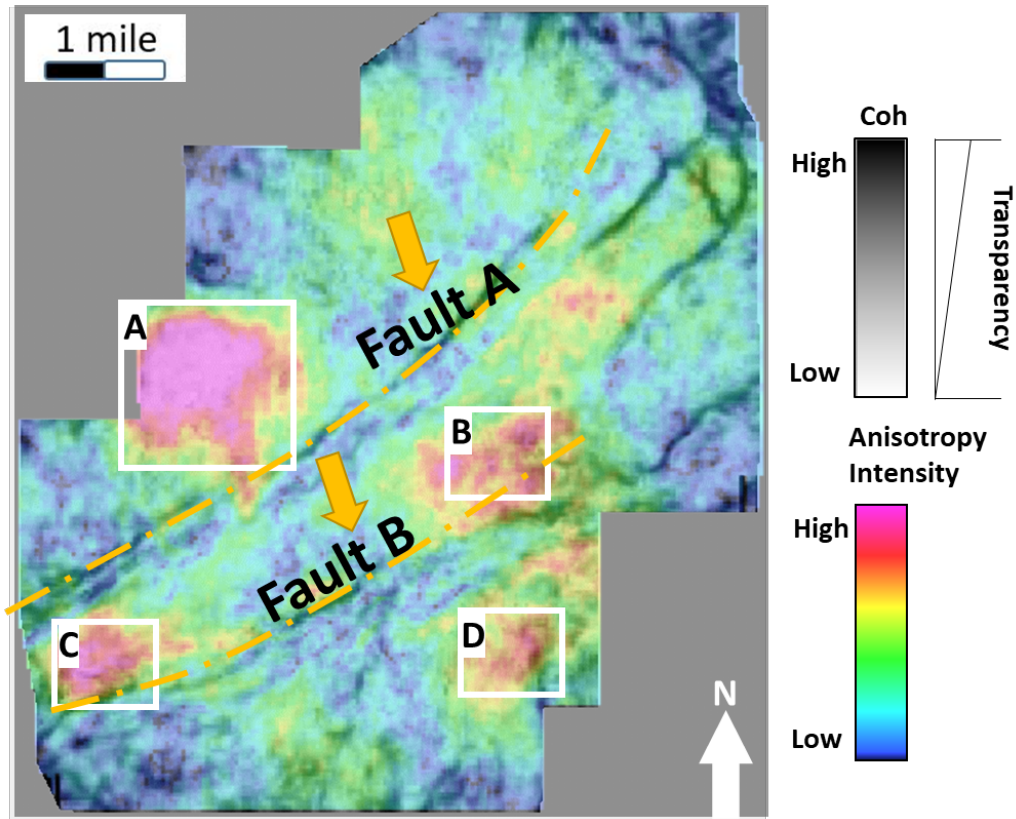 1 mile
Coh
High
Transparency
Low
Fault A
A
B
Anisotropy
Intensity
High
Fault B
C
D
N
Low